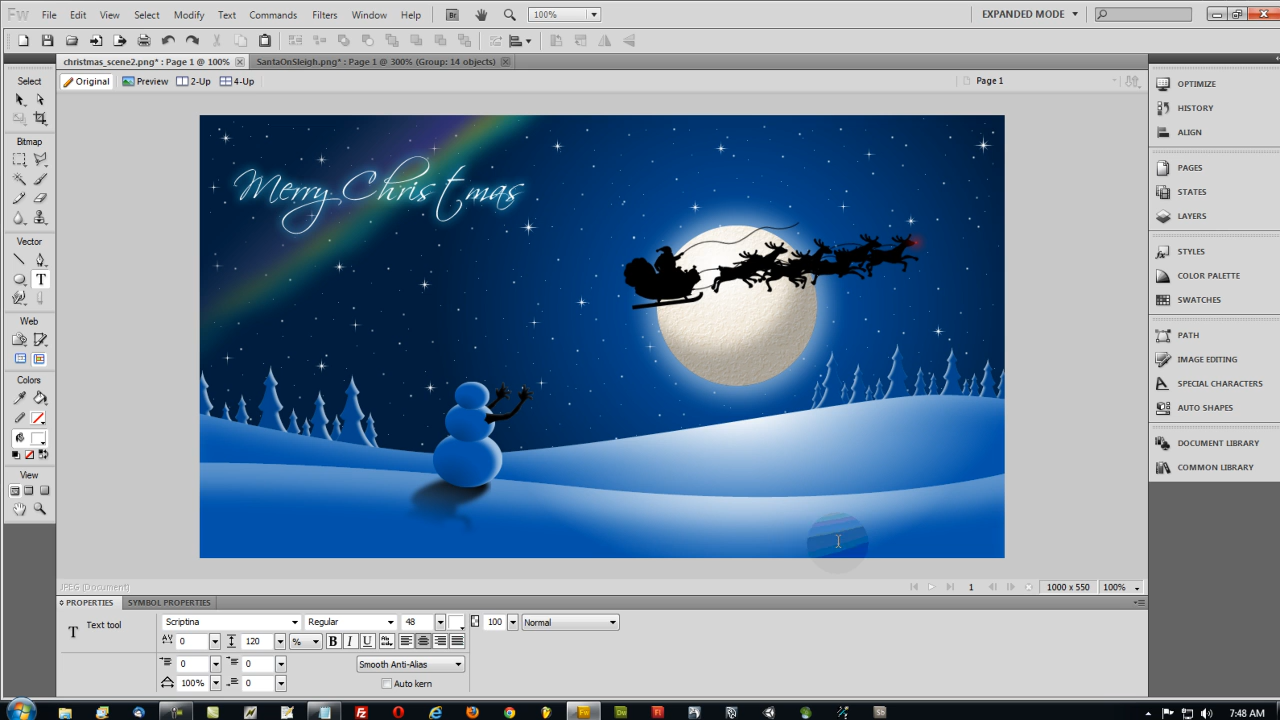 Fw File Edit View Select Modify Text Commands Filters Window Help Br 100% EXPANDED MODE
christmas_scene2.png* : Page 1 @ 100% SantaOnSleigh.png* : Page 1 @ 300% (Group: 14 objects)
Original Preview 2-Up 4-Up Page 1
Select
Bitmap
Vector
T
Web
Colors
View
Merry Christmas
OPTIMIZE
HISTORY
ALIGN
PAGES
STATES
LAYERS
STYLES
COLOR PALETTE
SWATCHES
PATH
IMAGE EDITING
SPECIAL CHARACTERS
AUTO SHAPES
DOCUMENT LIBRARY
COMMON LIBRARY
JPEG (Document) 1 1000 x 550 100%
PROPERTIES SYMBOL PROPERTIES
T Text tool Scriptina Regular 48 100 Normal
AV 0 120 % B I U
0 0 Smooth Anti-Alias
100% 0 Auto kern
7:48 AM